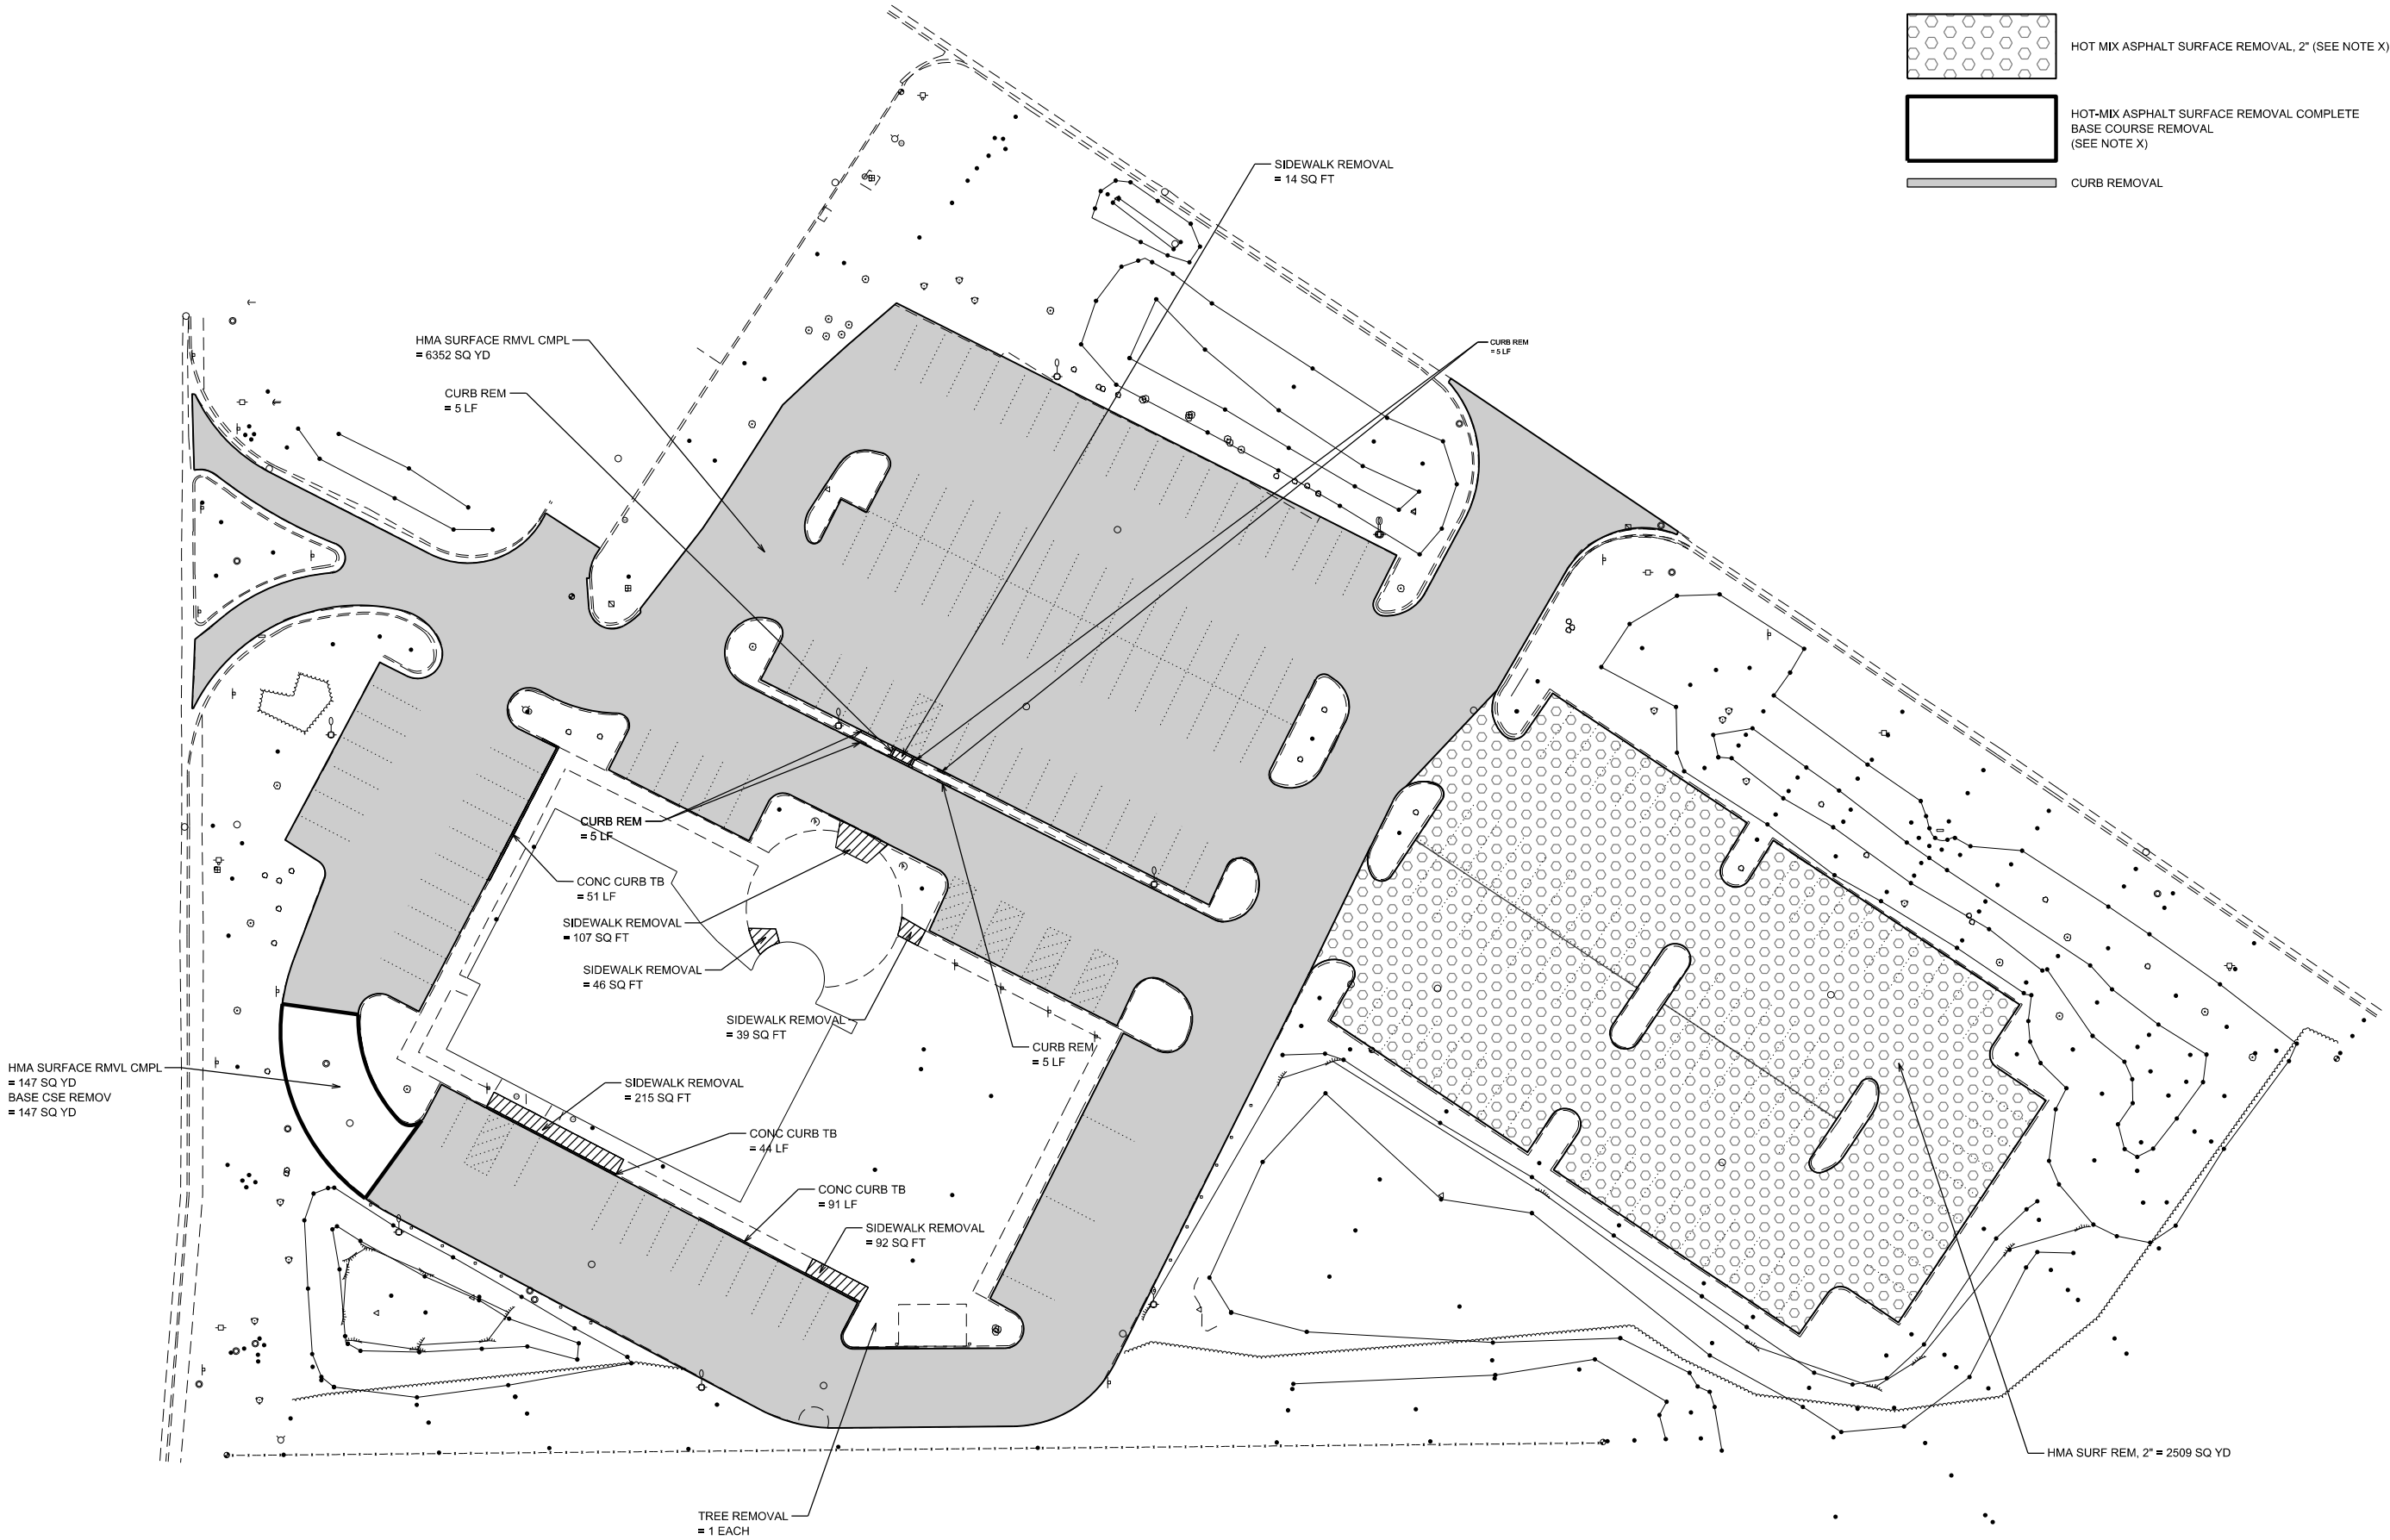 HOT MIX ASPHALT SURFACE REMOVAL, 2" (SEE NOTE X)
HOT-MIX ASPHALT SURFACE REMOVAL COMPLETE
BASE COURSE REMOVAL
(SEE NOTE X)
CURB REMOVAL
SIDEWALK REMOVAL
= 14 SQ FT
HMA SURFACE RMVL CMPL
= 6352 SQ YD
CURB REM
= 5 LF
CURB REM
= 5 LF
CURB REM
= 5 LF
CONC CURB TB
= 51 LF
SIDEWALK REMOVAL
= 107 SQ FT
SIDEWALK REMOVAL
= 46 SQ FT
SIDEWALK REMOVAL
= 39 SQ FT
CURB REM
= 5 LF
HMA SURFACE RMVL CMPL
= 147 SQ YD
BASE CSE REMOV
= 147 SQ YD
SIDEWALK REMOVAL
= 215 SQ FT
CONC CURB TB
= 44 LF
CONC CURB TB
= 91 LF
SIDEWALK REMOVAL
= 92 SQ FT
HMA SURF REM, 2" = 2509 SQ YD
TREE REMOVAL
= 1 EACH